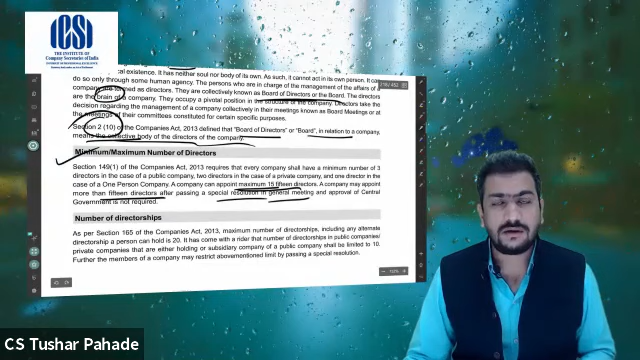 ICSI
THE INSTITUTE OF
Company Secretaries of India
cal existence. It has neither soul nor body of its own. As such, it cannot act in its own person. It can
do so only through some human agency. The persons who are in charge of the management of the affairs of a
company are termed as directors. They are collectively known as Board of Directors or the Board. The directors
are the brain of a company. They occupy a pivotal position in the structure of the company. Directors take the
decision regarding the management of a company collectively in their meetings known as Board Meetings or at
the meetings of their committees constituted for certain specific purposes.
Section 2 (10) of the Companies Act, 2013 defined that "Board of Directors" or "Board", in relation to a company,
means the collective body of the directors of the company.
Minimum/Maximum Number of Directors
Section 149(1) of the Companies Act, 2013 requires that every company shall have a minimum number of 3
directors in the case of a public company, two directors in the case of a private company, and one director in the
case of a One Person Company. A company can appoint maximum 15 fifteen directors. A company may appoint
more than fifteen directors after passing a special resolution in general meeting and approval of Central
Government is not required.
Number of directorships
As per Section 165 of the Companies Act, 2013, maximum number of directorships, including any alternate
directorship a person can hold is 20. It has come with a rider that number of directorships in public companies/
private companies that are either holding or subsidiary company of a public company shall be limited to 10.
Further the members of a company may restrict abovementioned limit by passing a special resolution.
CS Tushar Pahade